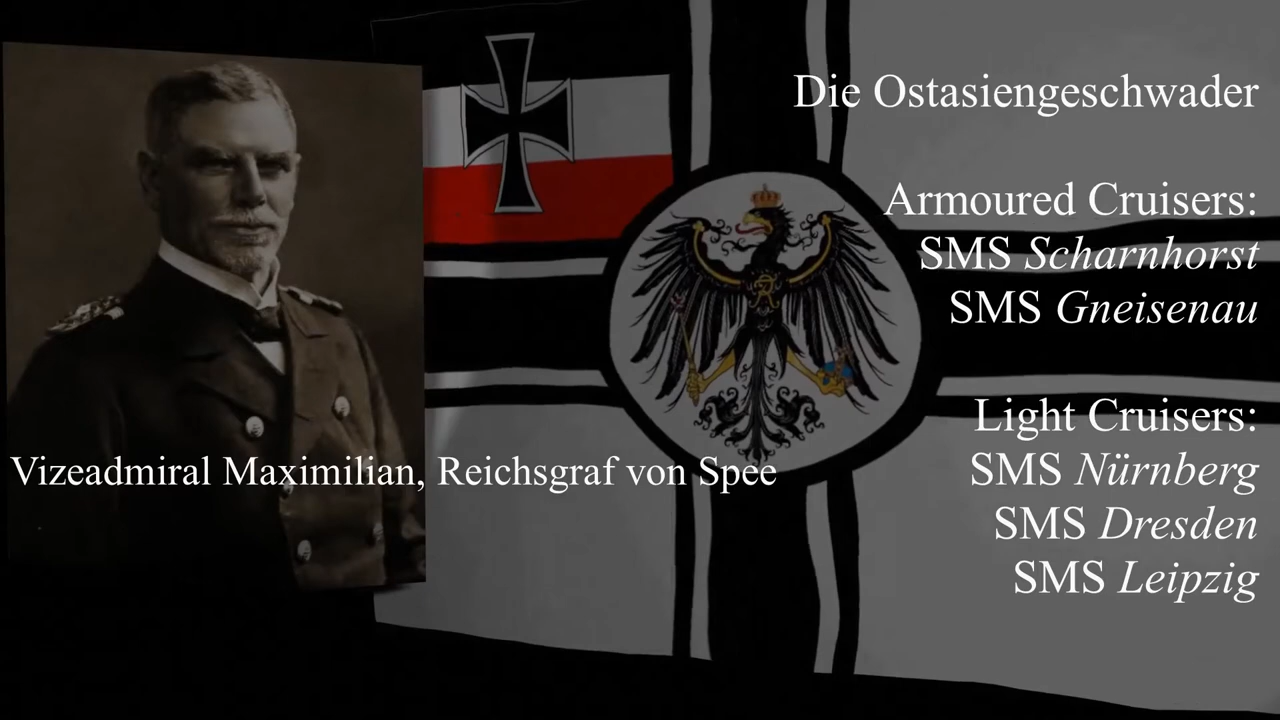 Die Ostasiengeschwader
Armoured Cruisers:
SMS Scharnhorst
SMS Gneisenau
Light Cruisers:
SMS Nürnberg
SMS Dresden
SMS Leipzig
Vizeadmiral Maximilian, Reichsgraf von Spee